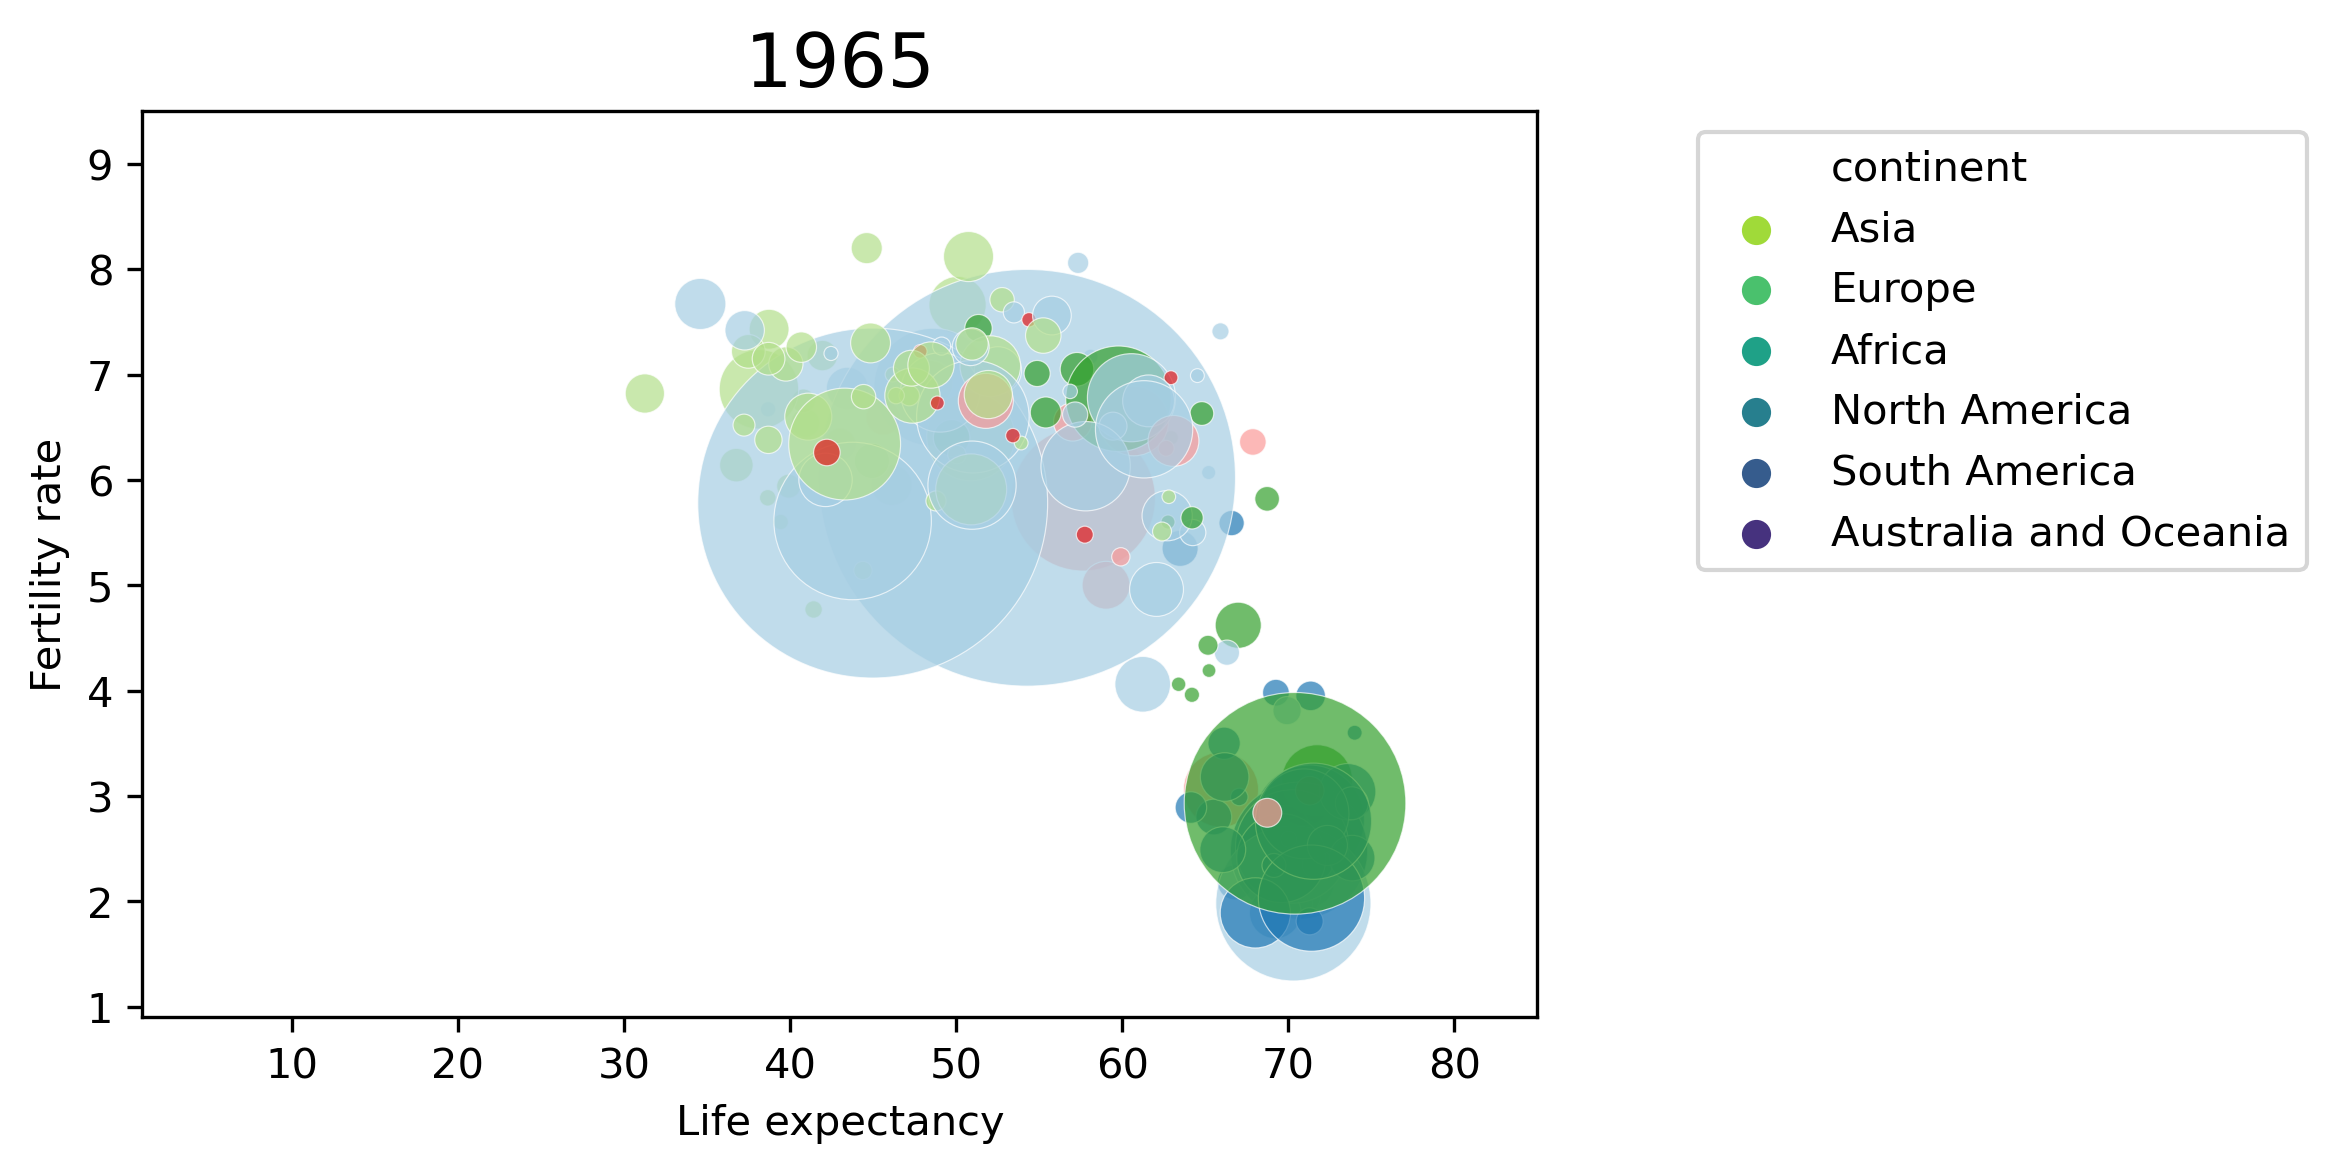 1965
Fertility rate
9
8
7
6
5
4
3
2
1
10 20 30 40 50 60 70 80
Life expectancy
continent
Asia
Europe
Africa
North America
South America
Australia and Oceania